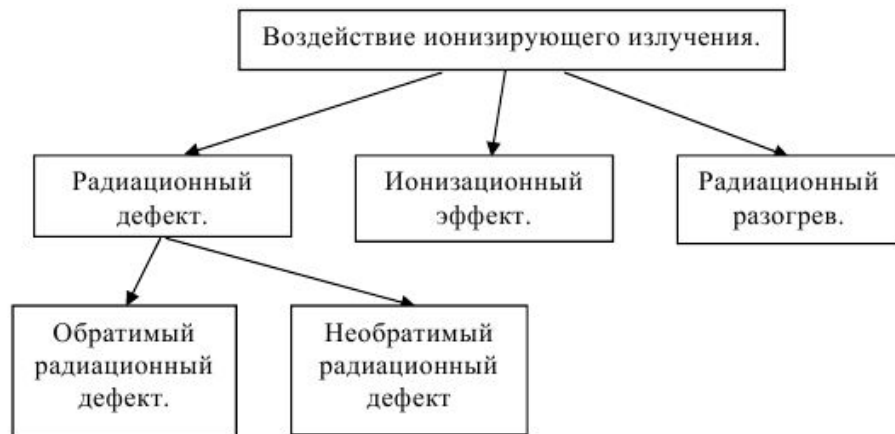 Воздействие ионизирующего излучения.
Радиационный
дефект.
Ионизационный
эффект.
Радиационный
разогрев.
Обратимый
радиационный
дефект.
Необратимый
радиационный
дефект